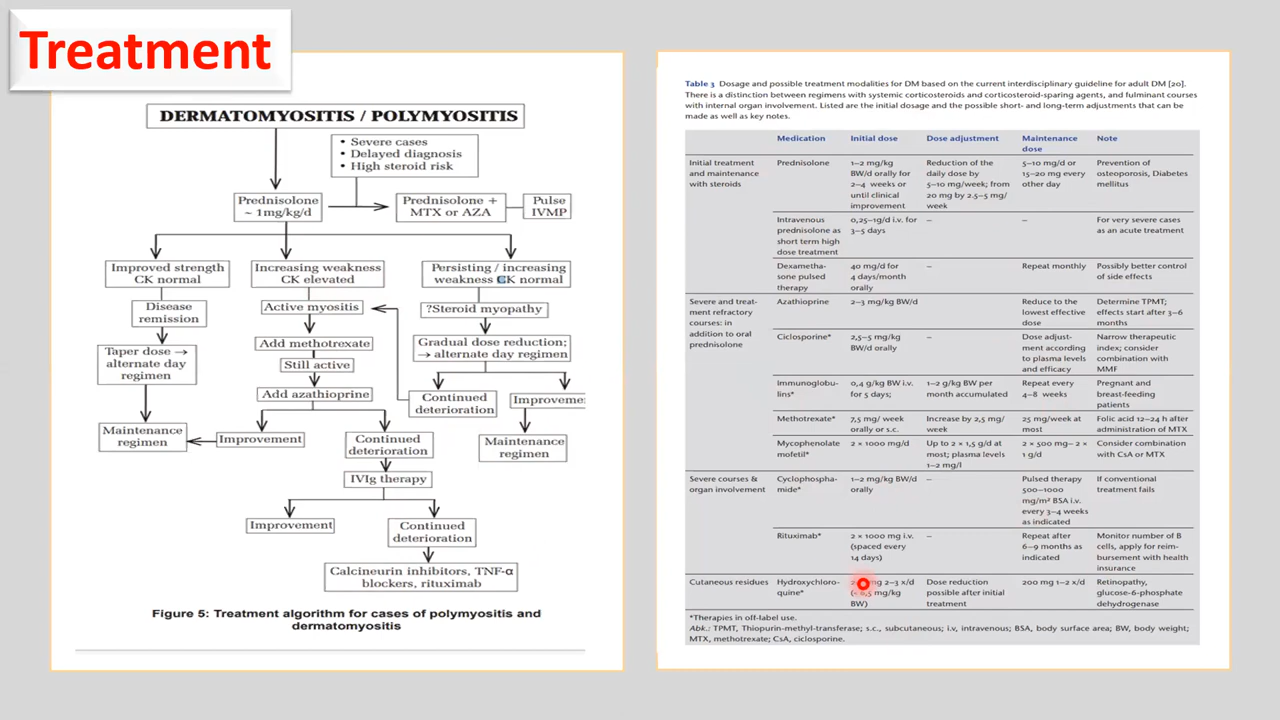 Treatment
DERMATOMYOSITIS / POLYMYOSITIS
• Severe cases
• Delayed diagnosis
• High steroid risk
Prednisolone
~ 1mg/kg/d
Prednisolone +
MTX or AZA
Pulse
IVMP
Improved strength
CK normal
Increasing weakness
CK elevated
Persisting / increasing
weakness CK normal
Disease
remission
Active myositis
?Steroid myopathy
Taper dose →
alternate day
regimen
Add methotrexate
Still active
Add azathioprine
Gradual dose reduction;
→ alternate day regimen
Continued
deterioration
Improveme
Maintenance
regimen
Improvement
Continued
deterioration
Maintenance
regimen
IVIg therapy
Improvement
Continued
deterioration
Calcineurin inhibitors, TNF-α
blockers, rituximab
Figure 5: Treatment algorithm for cases of polymyositis and
dermatomyositis
Table 3 Dosage and possible treatment modalities for DM based on the current interdisciplinary guideline for adult DM [20].
There is a distinction between regimens with systemic corticosteroids and corticosteroid-sparing agents, and fulminant courses
with internal organ involvement. Listed are the initial dosage and the possible short- and long-term adjustments that can be
made as well as key notes.
Medication Initial dose Dose adjustment Maintenance Note
dose
Initial treatment Prednisolone 1–2 mg/kg Reduction of the 5–10 mg/d or Prevention of
and maintenance BW/d orally for daily dose by 15–20 mg every osteoporosis, Diabetes
with steroids 2–4 weeks or 5–10 mg/week; from other day mellitus
until clinical 20 mg by 2.5–5 mg/
improvement week
Intravenous 0,25–1g/d i.v. for – – For very severe cases
prednisolone as 3–5 days as an acute treatment
short term high
dose treatment
Dexametha- 40 mg/d for – Repeat monthly Possibly better control
sone pulsed 4 days/month of side effects
therapy orally
Severe and treat- Azathioprine 2–3 mg/kg BW/d Reduce to the Determine TPMT;
ment refractory lowest effective effects start after 3–6
courses: in dose months
addition to oral Ciclosporine* 2,5–5 mg/kg – Dose adjust- Narrow therapeutic
prednisolone BW/d orally ment according index; consider
to plasma levels combination with
and efficacy MMF
Immunoglobu- 0,4 g/kg BW i.v. 1–2 g/kg BW per Repeat every Pregnant and
lins* for 5 days; month accumulated 4–8 weeks breast-feeding
patients
Methotrexate* 7,5 mg/ week Increase by 2,5 mg/ 25 mg/week at Folic acid 12–24 h after
orally or s.c. week most administration of MTX
Mycophenolate 2 x 1000 mg/d Up to 2 × 1,5 g/d at 2 x 500 mg– 2 x Consider combination
mofetil* most; plasma levels 1 g/d with CsA or MTX
1–2 mg/l
Severe courses & Cyclophospha- 1–2 mg/kg BW/d – Pulsed therapy If conventional
organ involvement mide* orally 500–1000 treatment fails
mg/m² BSA i.v.
every 3–4 weeks
as indicated
Rituximab* 2 x 1000 mg i.v. – Repeat after Monitor number of B
(spaced every 6–9 months as cells, apply for reim-
14 days) indicated bursement with health
insurance
Cutaneous residues Hydroxychloro- mg 2–3 x/d Dose reduction 200 mg 1–2 x/d Retinopathy,
quine* mg/kg possible after initial glucose-6-phosphate
BW) treatment dehydrogenase
*Therapies in off-label use.
Abk.: TPMT, Thiopurin-methyl-transferase; s.c., subcutaneous; i.v, intravenous; BSA, body surface area; BW, body weight;
MTX, methotrexate; CsA, ciclosporine.